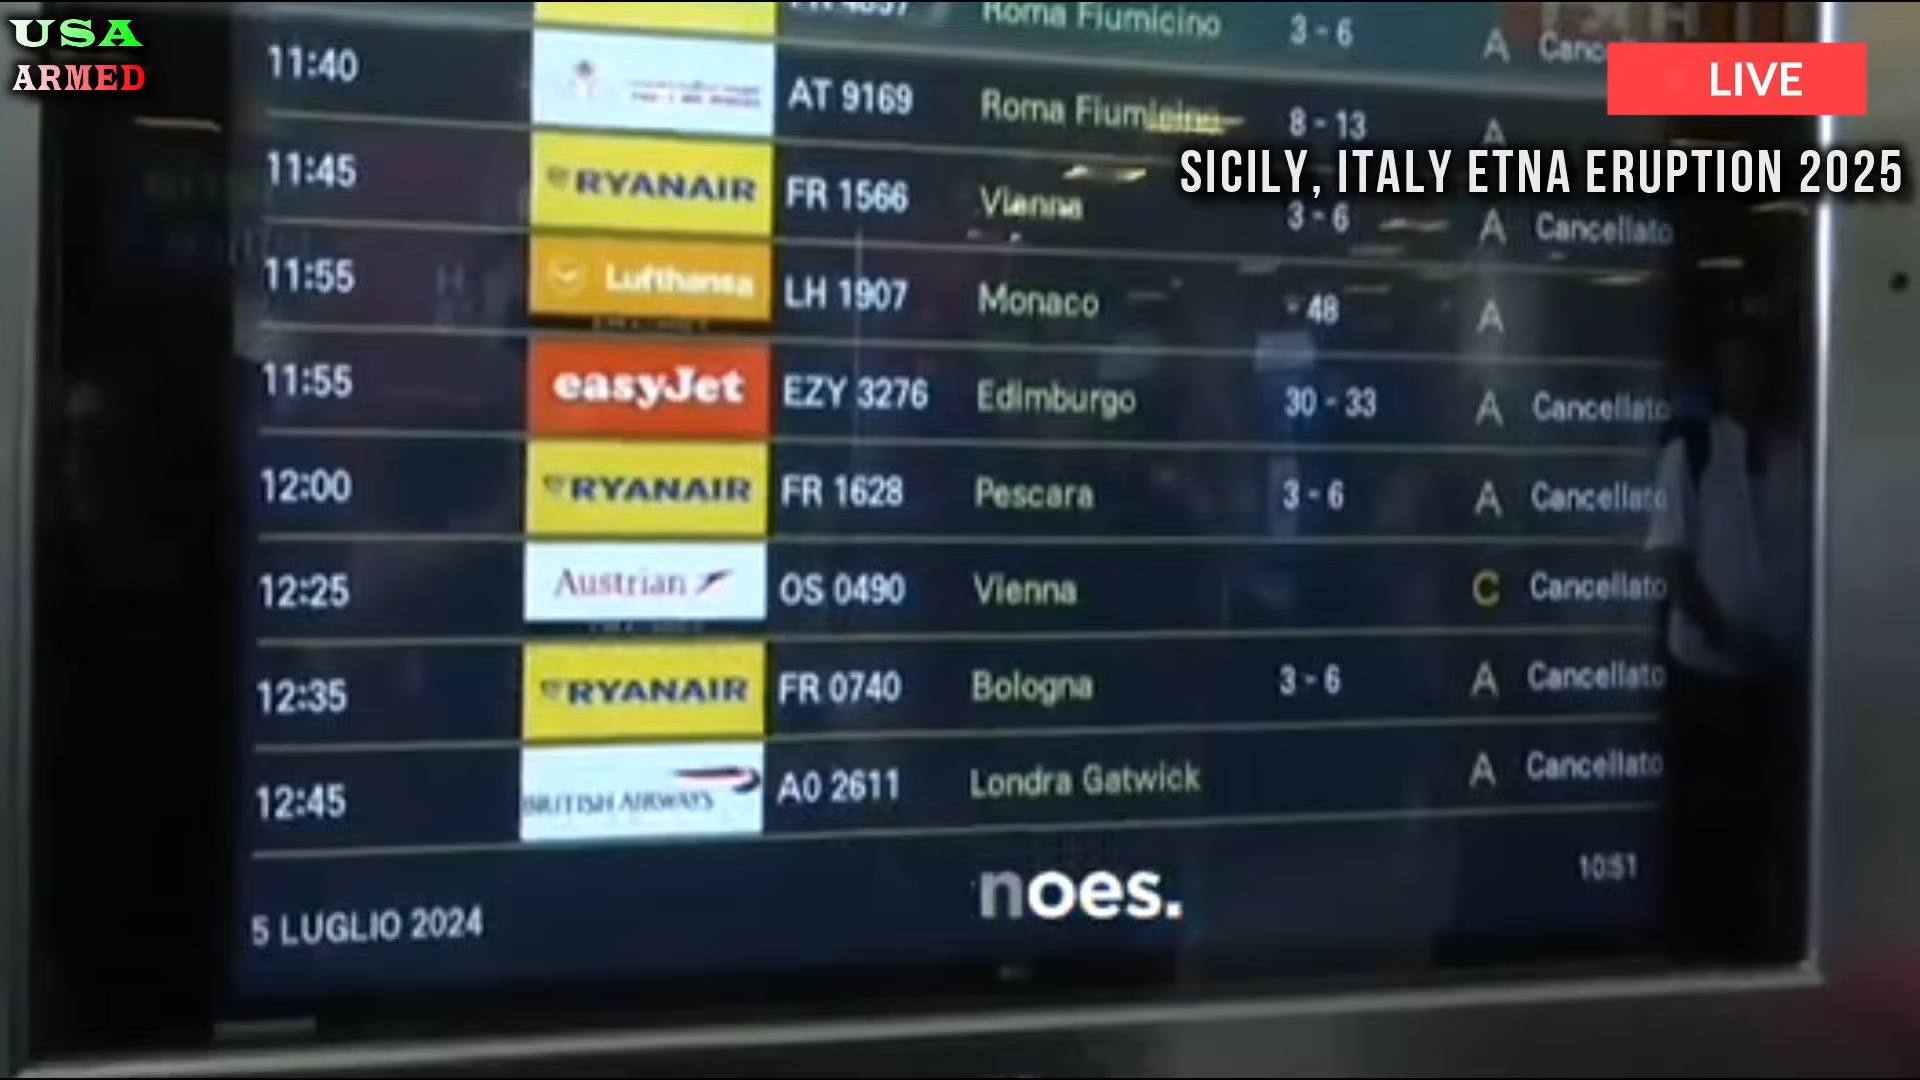 USA
ARMED
LIVE
SICILY, ITALY ETNA ERUPTION 2025
Roma Fiumicino 3 - 6 A
11:40 AT 9169 Roma Fiumicino 8 - 13 A
11:45 RYANAIR FR 1566 Vienna 3 - 6 A Cancellato
11:55 Lufthansa LH 1907 Monaco - 48 A
11:55 easyJet EZY 3276 Edimburgo 30 - 33 A Cancellato
12:00 RYANAIR FR 1628 Pescara 3 - 6 A Cancellato
12:25 Austrian OS 0490 Vienna C Cancellato
12:35 RYANAIR FR 0740 Bologna 3 - 6 A Cancellato
12:45 BRITISH AIRWAYS A0 2611 Londra Gatwick A Cancellato
10:51
noes.
5 LUGLIO 2024